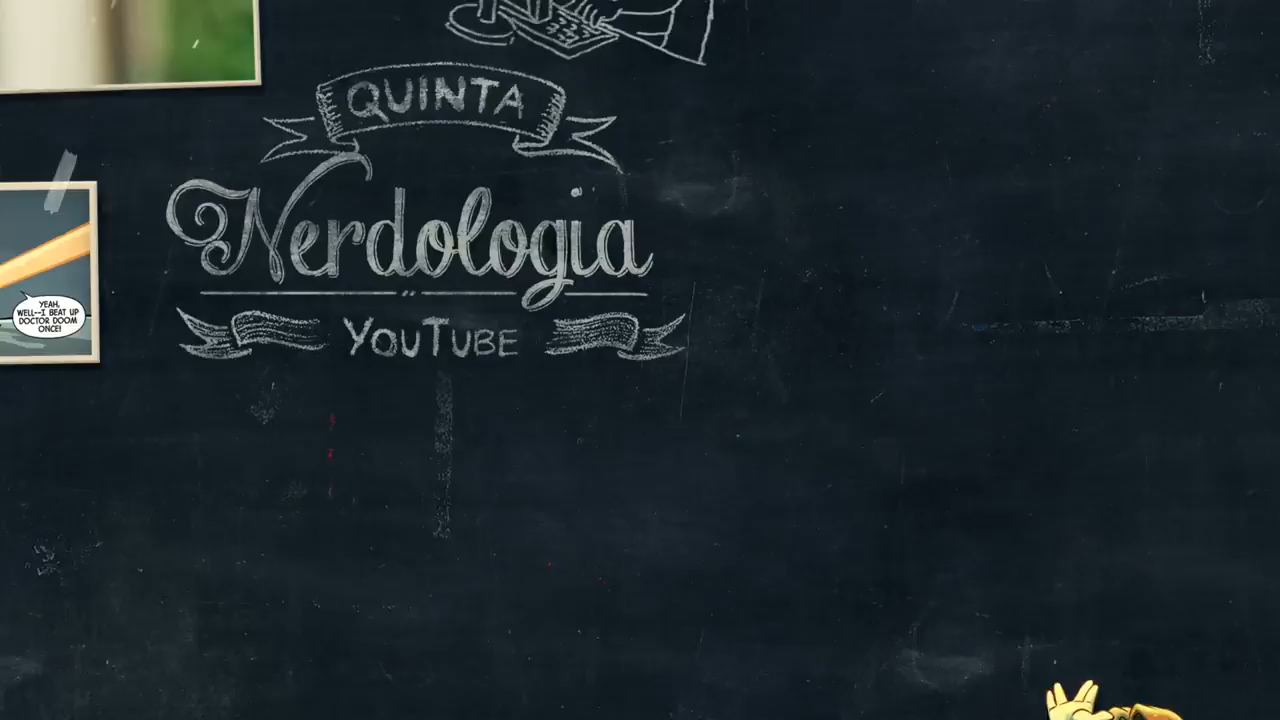 QUINTA
Nerdologia
YOUTUBE
YEAH,
WELL--I BEAT UP
DOCTOR DOOM
ONCE!